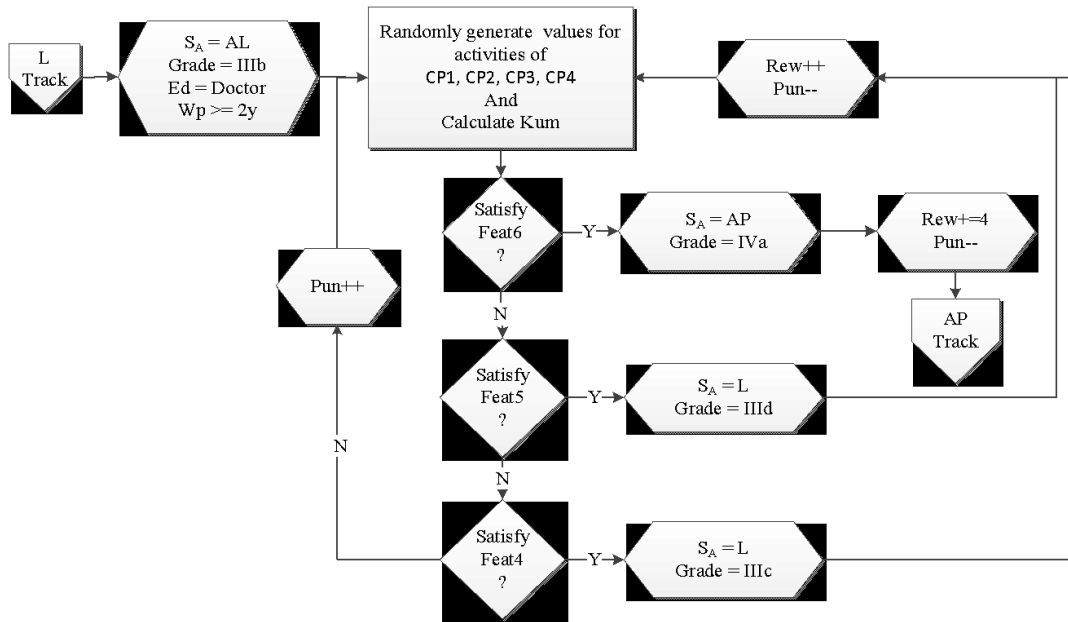 L
Track
S_A = AL
Grade = IIIb
Ed = Doctor
Wp >= 2y
Randomly generate values for
activities of
CP1, CP2, CP3, CP4
And
Calculate Kum
Rew++
Pun--
Satisfy
Feat6
?
Y
S_A = AP
Grade = IVa
Rew+=4
Pun--
AP
Track
Pun++
N
Satisfy
Feat5
?
Y
S_A = L
Grade = IIId
N
N
Satisfy
Feat4
?
Y
S_A = L
Grade = IIIc